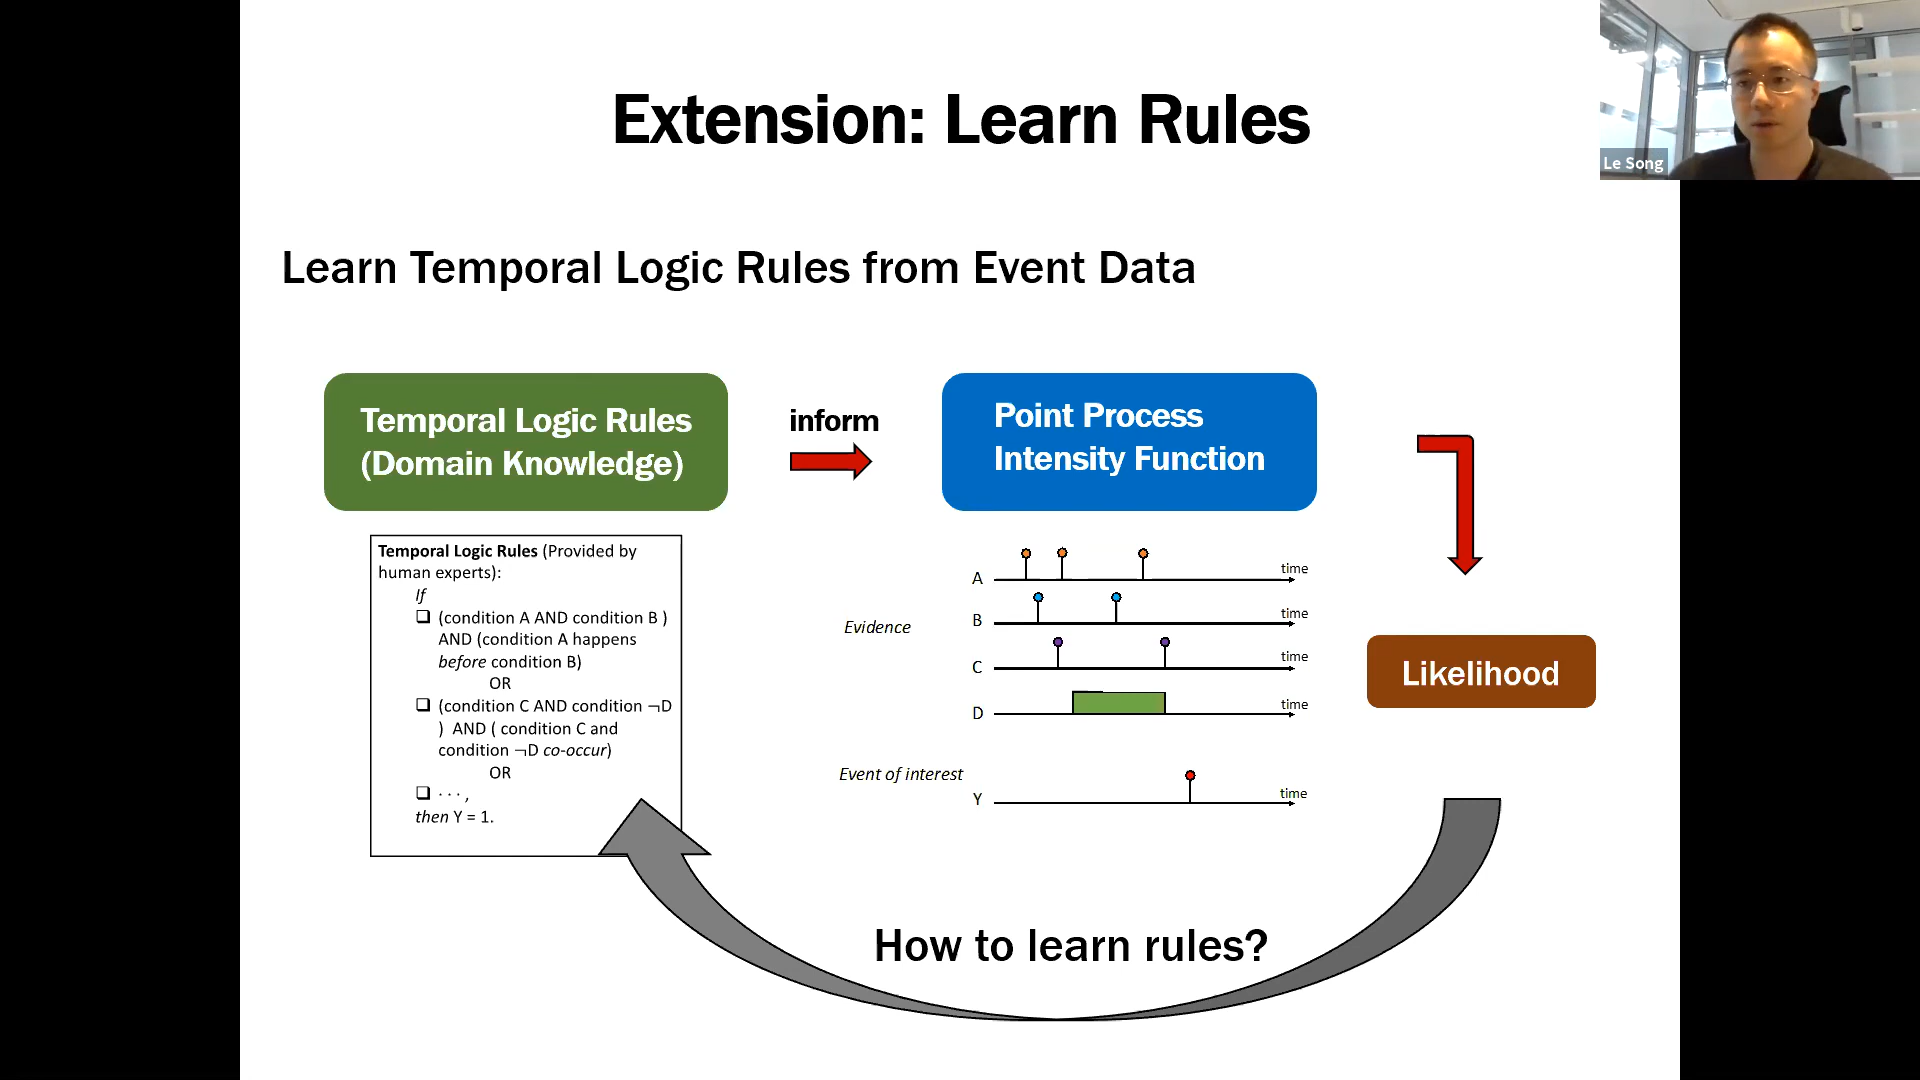 Extension: Learn Rules
Le Song
Learn Temporal Logic Rules from Event Data
Temporal Logic Rules
(Domain Knowledge)
inform
Point Process
Intensity Function
Temporal Logic Rules (Provided by
human experts):
If
❑ (condition A AND condition B )
AND (condition A happens
before condition B)
OR
❑ (condition C AND condition ¬D
) AND ( condition C and
condition ¬D co-occur)
OR
❑ · · · ,
then Y = 1.
Evidence
A
time
B
time
C
time
D
time
Event of interest
Y
time
Likelihood
How to learn rules?